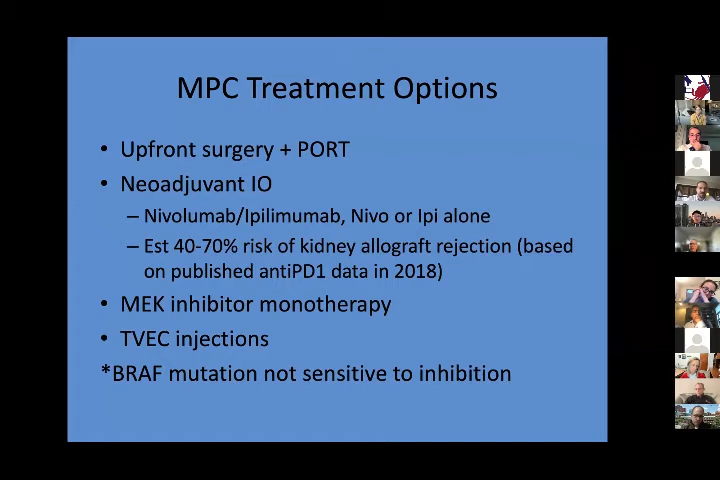 MPC Treatment Options
• Upfront surgery + PORT
• Neoadjuvant IO
– Nivolumab/Ipilimumab, Nivo or Ipi alone
– Est 40-70% risk of kidney allograft rejection (based
on published antiPD1 data in 2018)
• MEK inhibitor monotherapy
• TVEC injections
*BRAF mutation not sensitive to inhibition